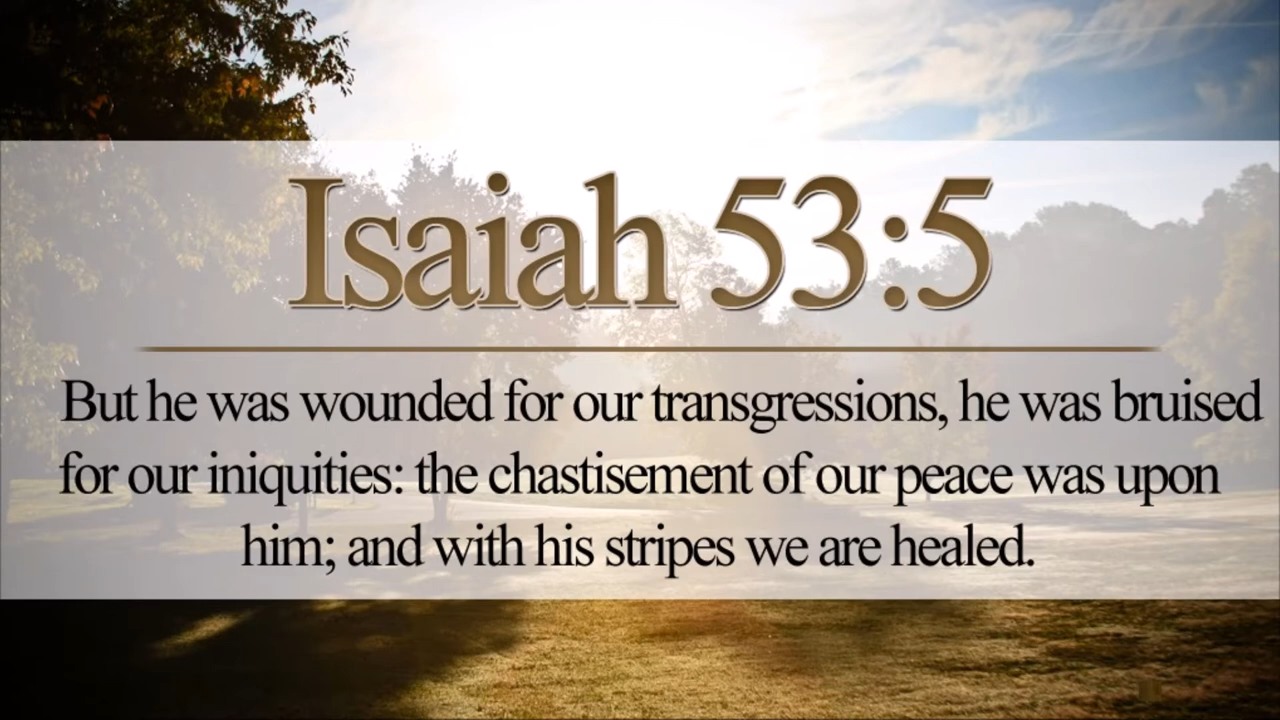 Isaiah 53:5
But he was wounded for our transgressions, he was bruised
for our iniquities: the chastisement of our peace was upon
him; and with his stripes we are healed.